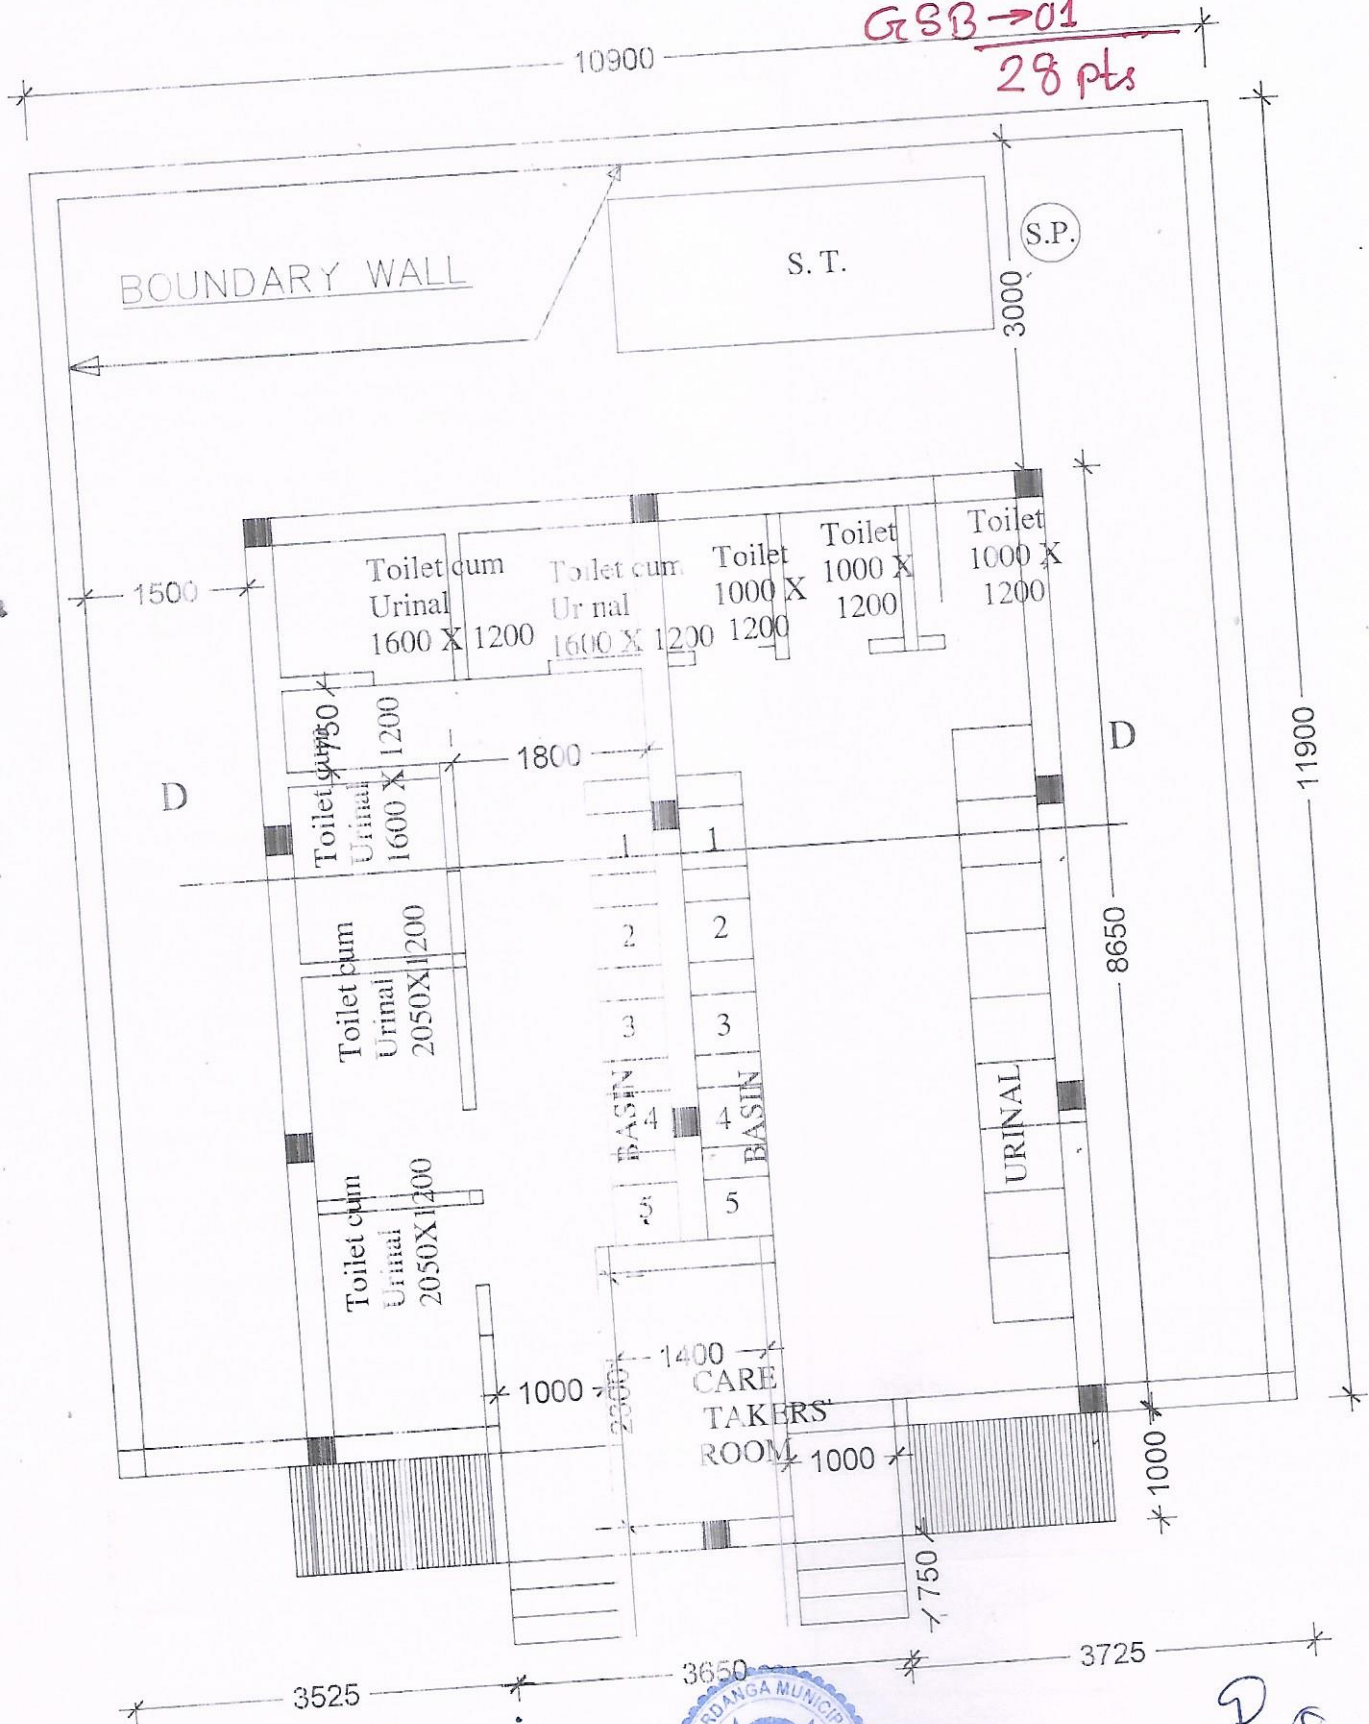 GSB→01
28 pts
10900
BOUNDARY WALL
S. T.
S.P.
3000
1500
Toilet cum
Urinal
1600 X 1200
Toilet cum
Urinal
1600 X 1200
Toilet
1000 X
1200
Toilet
1000 X
1200
Toilet
1000 X
1200
750
1800
D
D
Toilet cum
Urinal
1600 X 1200
Toilet cum
Urinal
2050X1200
Toilet cum
Urinal
2050X1200
1
2
3
4
5
BASIN
1
2
3
4
5
BASIN
URINAL
8650
11900
1000
1400
2300
CARE
TAKERS'
ROOM
1000
1000
750
3525
3650
3725